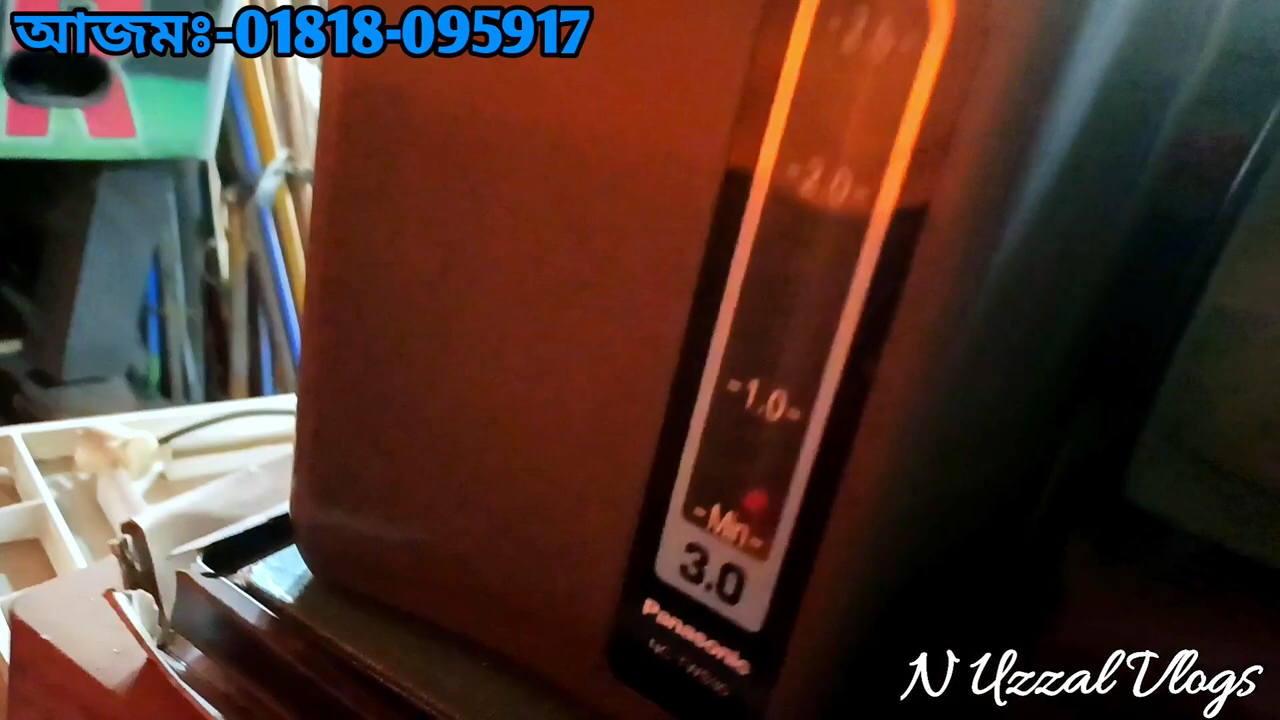 আজমঃ-01818-095917
R
-2.0-
-1.0-
-Min-
3.0
Panasonic
N Uzzal Vlogs